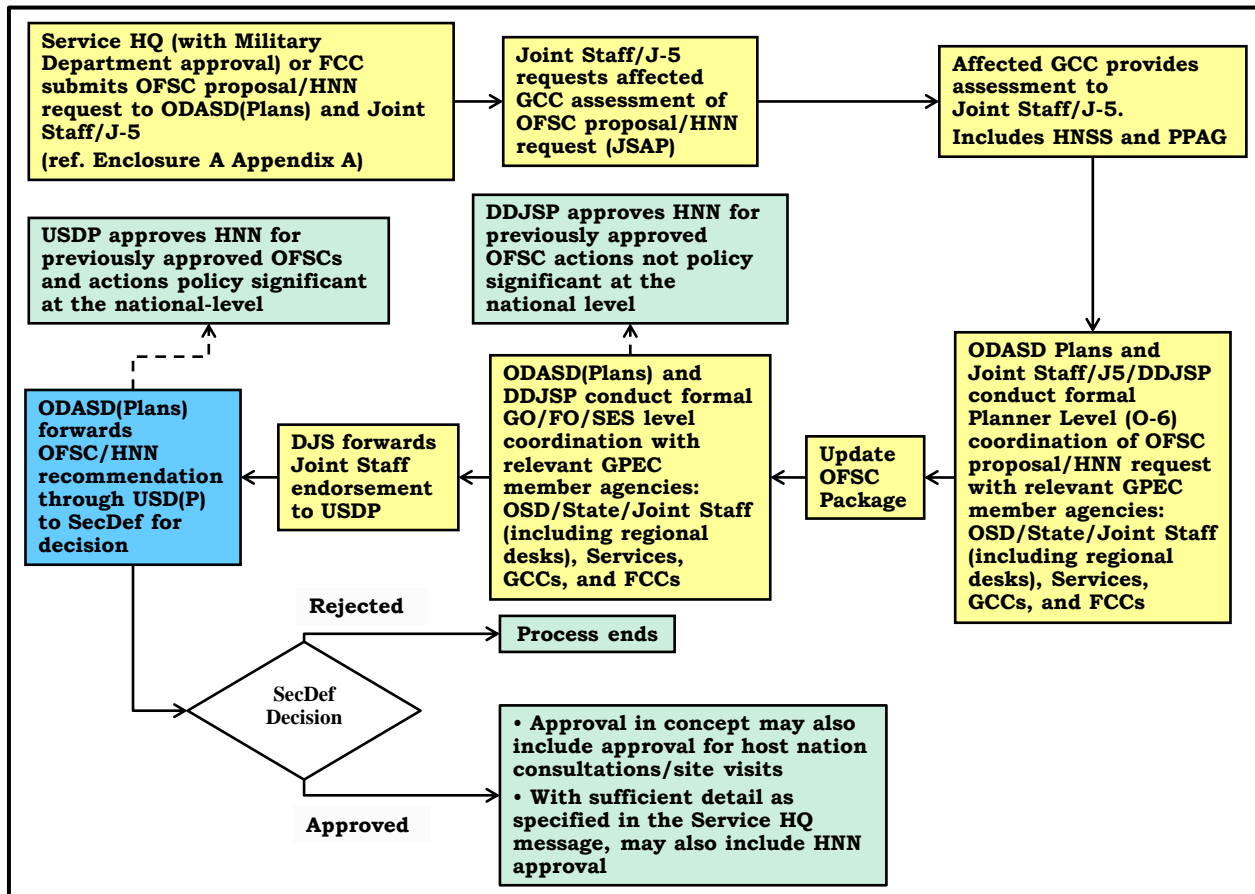 Service HQ (with Military
Department approval) or FCC
submits OFSC proposal/HNN
request to ODASD(Plans) and Joint
Staff/J-5
(ref. Enclosure A Appendix A)
Joint Staff/J-5
requests affected
GCC assessment of
OFSC proposal/HNN
request (JSAP)
Affected GCC provides
assessment to
Joint Staff/J-5.
Includes HNSS and PPAG
USDP approves HNN for
previously approved OFSCs
and actions policy significant
at the national-level
DDJSP approves HNN for
previously approved
OFSC actions not policy
significant at the
national level
ODASD Plans and
Joint Staff/J5/DDJSP
conduct formal
Planner Level (O-6)
coordination of OFSC
proposal/HNN request
with relevant GPEC
member agencies:
OSD/State/Joint Staff
(including regional
desks), Services,
GCCs, and FCCs
Update
OFSC
Package
ODASD(Plans) and
DDJSP conduct formal
GO/FO/SES level
coordination with
relevant GPEC
member agencies:
OSD/State/Joint Staff
(including regional
desks), Services,
GCCs, and FCCs
DJS forwards
Joint Staff
endorsement
to USDP
ODASD(Plans)
forwards
OFSC/HNN
recommendation
through USD(P)
to SecDef for
decision
SecDef
Decision
Rejected
Process ends
Approved
• Approval in concept may also
include approval for host nation
consultations/site visits
• With sufficient detail as
specified in the Service HQ
message, may also include HNN
approval